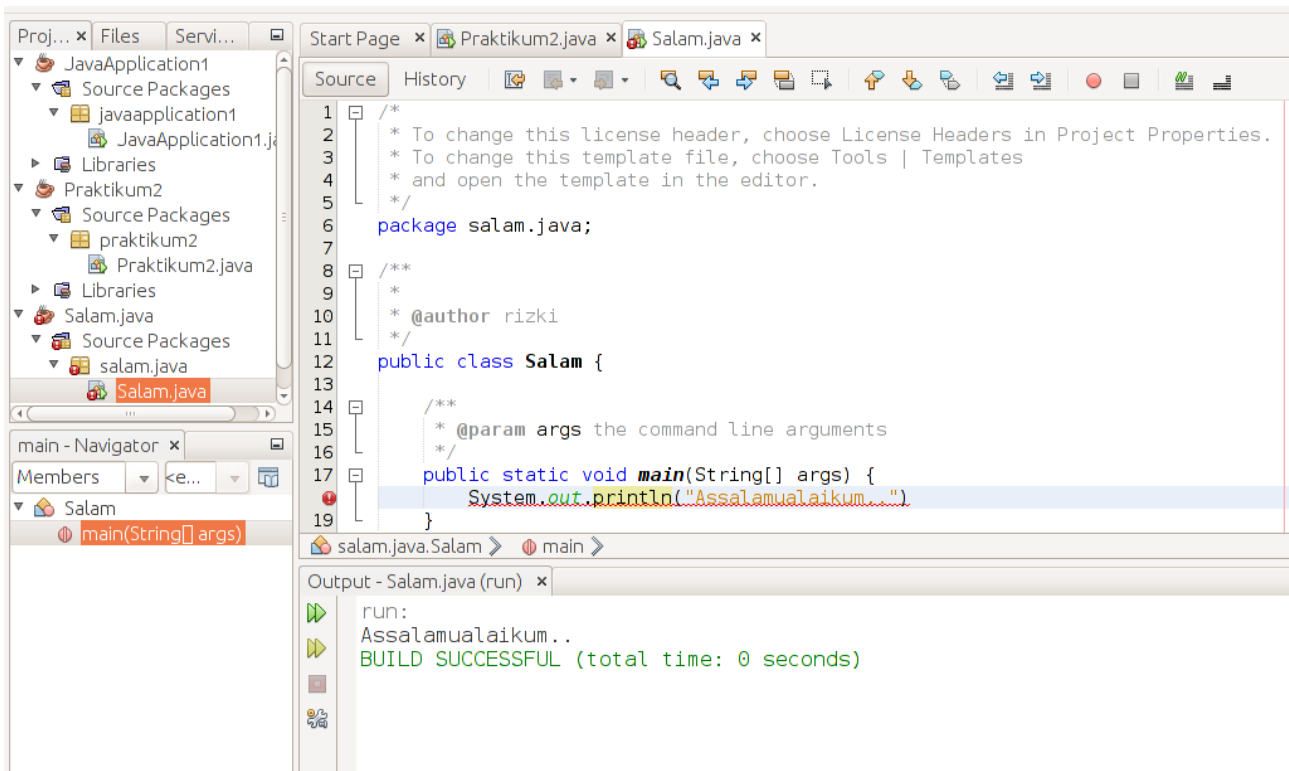 Proj... Files Servi...
JavaApplication1
Source Packages
javaapplication1
JavaApplication1.ja
Libraries
Praktikum2
Source Packages
praktikum2
Praktikum2.java
Libraries
Salam.java
Source Packages
salam.java
Salam.java
main - Navigator
Members <e...
Salam
main(String[] args)
Start Page Praktikum2.java Salam.java
Source History
1 /*
2 * To change this license header, choose License Headers in Project Properties.
3 * To change this template file, choose Tools | Templates
4 * and open the template in the editor.
5 */
6 package salam.java;
7
8 /**
9 *
10 * @author rizki
11 */
12 public class Salam {
13
14 /**
15 * @param args the command line arguments
16 */
17 public static void main(String[] args) {
System.out.println("Assalamualaikum..")
19 }
salam.java.Salam main
Output - Salam.java (run)
run:
Assalamualaikum..
BUILD SUCCESSFUL (total time: 0 seconds)